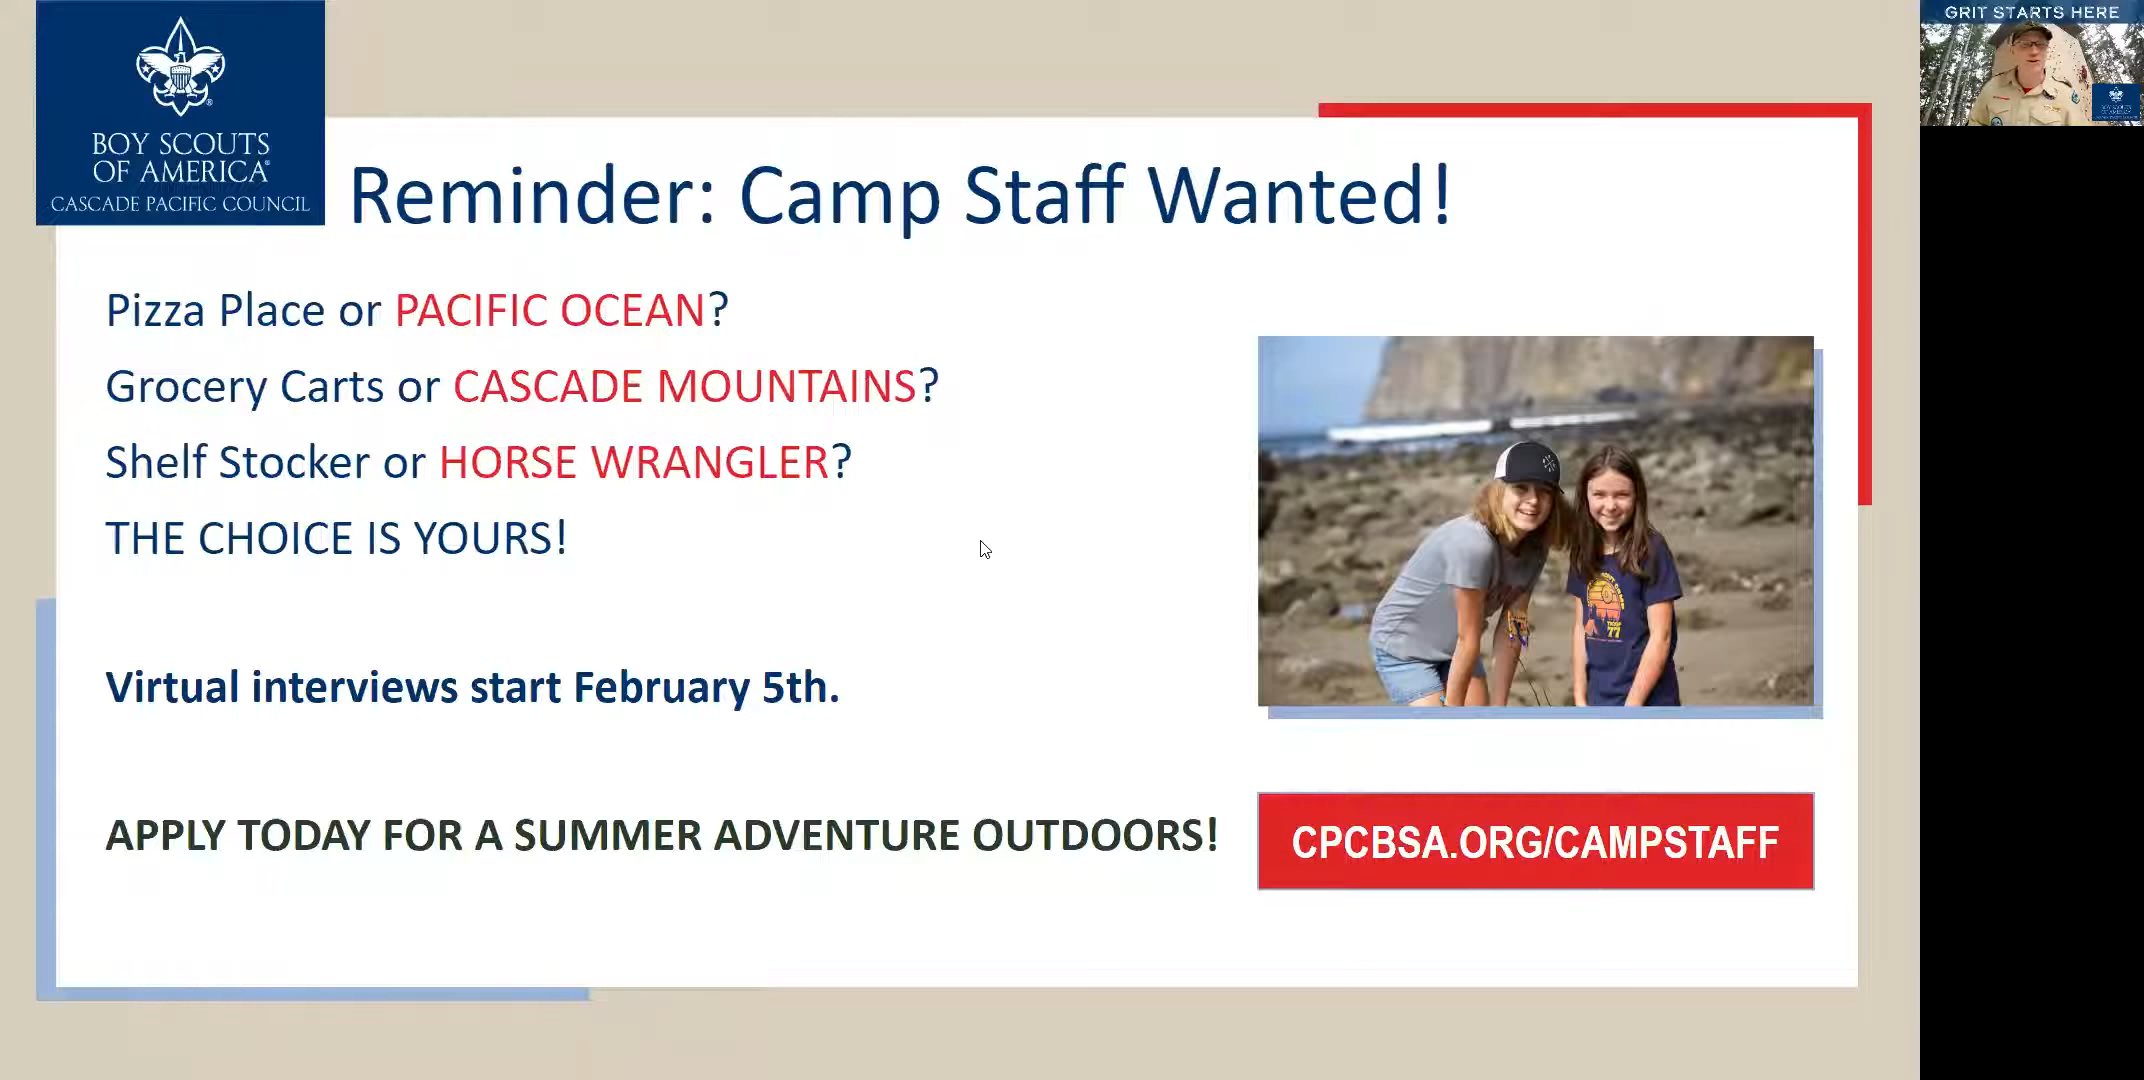 BOY SCOUTS
OF AMERICA®
CASCADE PACIFIC COUNCIL
Reminder: Camp Staff Wanted!
Pizza Place or PACIFIC OCEAN?
Grocery Carts or CASCADE MOUNTAINS?
Shelf Stocker or HORSE WRANGLER?
THE CHOICE IS YOURS!
Virtual interviews start February 5th.
APPLY TODAY FOR A SUMMER ADVENTURE OUTDOORS!
CPCBSA.ORG/CAMPSTAFF
GRIT STARTS HERE
TROOP
77